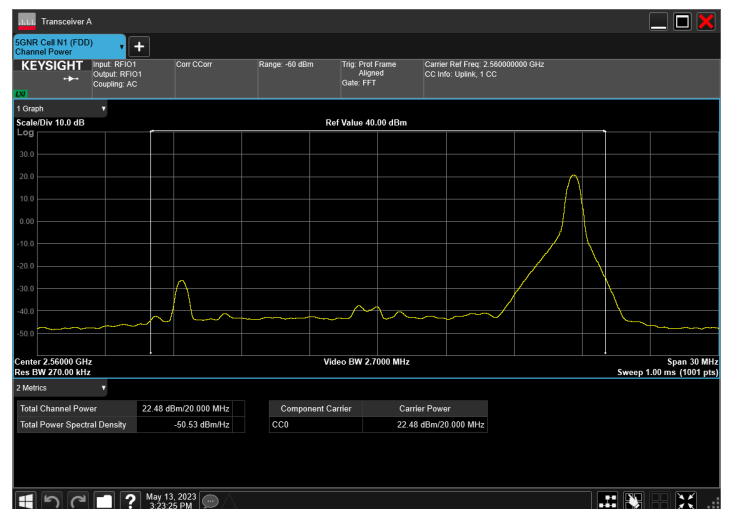 Transceiver A
5GNR Cell N1 (FDD)
Channel Power
KEYSIGHT
LXI
Input: RFIO1
Output: RFIO1
Coupling: AC
Corr CCorr
Range: -60 dBm
Trig: Prot Frame
Aligned
Gate: FFT
Carrier Ref Freq: 2.560000000 GHz
CC Info: Uplink, 1 CC
1 Graph
Scale/Div 10.0 dB
Ref Value 40.00 dBm
Log
30.0
20.0
10.0
0.00
-10.0
-20.0
-30.0
-40.0
-50.0
Center 2.56000 GHz
Video BW 2.7000 MHz
Span 30 MHz
Res BW 270.00 kHz
Sweep 1.00 ms (1001 pts)
2 Metrics
Total Channel Power 22.48 dBm/20.000 MHz
Total Power Spectral Density -50.53 dBm/Hz
Component Carrier Carrier Power
CC0 22.48 dBm/20.000 MHz
?
May 13, 2023
3:23:25 PM